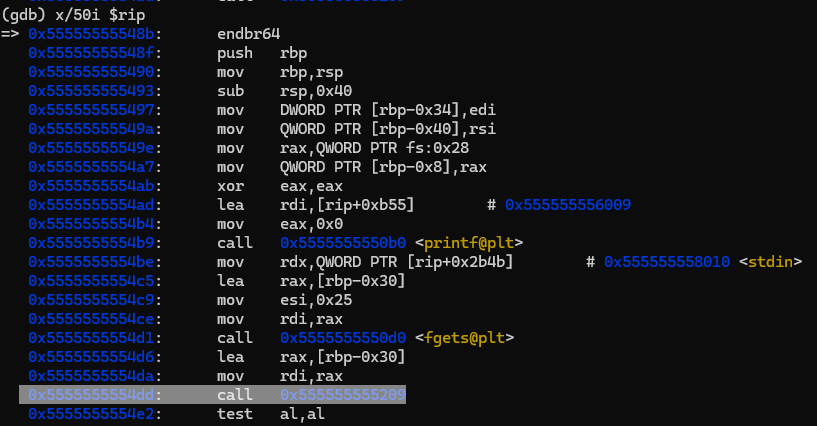 (gdb) x/50i $rip
=> 0x55555555548b: endbr64
0x55555555548f: push rbp
0x555555555490: mov rbp,rsp
0x555555555493: sub rsp,0x40
0x555555555497: mov DWORD PTR [rbp-0x34],edi
0x55555555549a: mov QWORD PTR [rbp-0x40],rsi
0x55555555549e: mov rax,QWORD PTR fs:0x28
0x5555555554a7: mov QWORD PTR [rbp-0x8],rax
0x5555555554ab: xor eax,eax
0x5555555554ad: lea rdi,[rip+0xb55] # 0x555555556009
0x5555555554b4: mov eax,0x0
0x5555555554b9: call 0x5555555550b0 <printf@plt>
0x5555555554be: mov rdx,QWORD PTR [rip+0x2b4b] # 0x555555558010 <stdin>
0x5555555554c5: lea rax,[rbp-0x30]
0x5555555554c9: mov esi,0x25
0x5555555554ce: mov rdi,rax
0x5555555554d1: call 0x5555555550d0 <fgets@plt>
0x5555555554d6: lea rax,[rbp-0x30]
0x5555555554da: mov rdi,rax
0x5555555554dd: call 0x555555555209
0x5555555554e2: test al,al